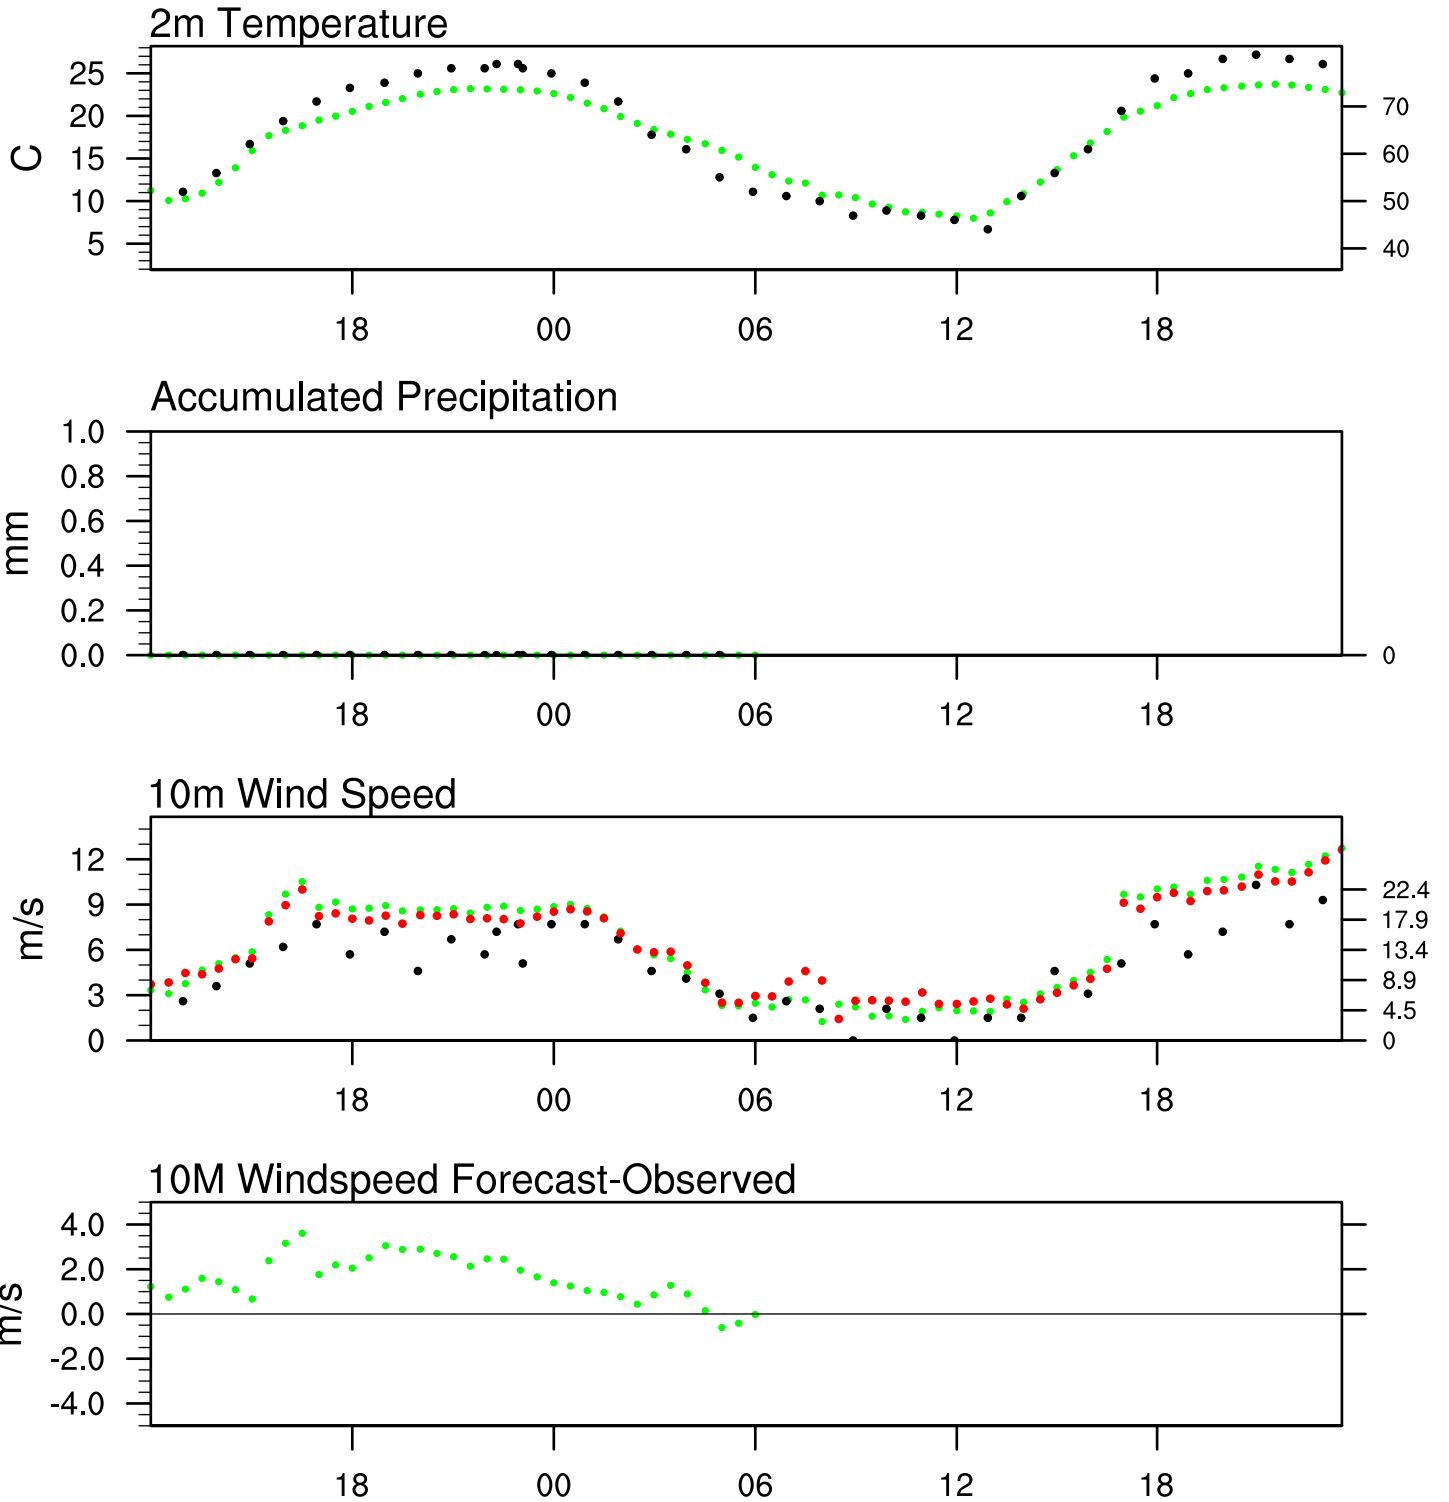 2m Temperature
25
20
15
10
5
C
70
60
50
40
18 00 06 12 18
Accumulated Precipitation
1.0
0.8
0.6
0.4
0.2
0.0
mm
0
18 00 06 12 18
10m Wind Speed
12
9
6
3
0
m/s
22.4
17.9
13.4
8.9
4.5
0
18 00 06 12 18
10M Windspeed Forecast-Observed
4.0
2.0
0.0
-2.0
-4.0
m/s
18 00 06 12 18